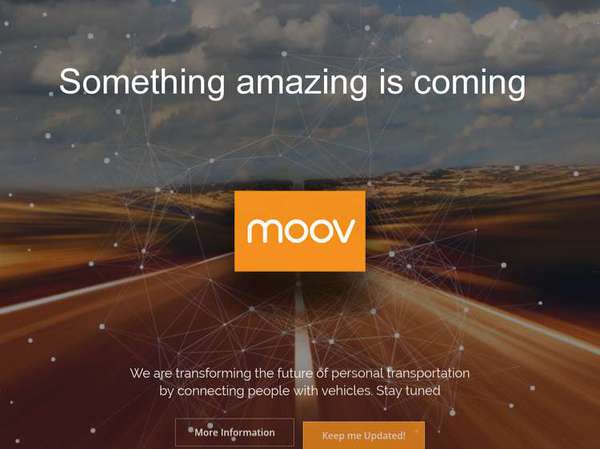 Something amazing is coming
moov
We are transforming the future of personal transportation
by connecting people with vehicles. Stay tuned
More Information
Keep me Updated!